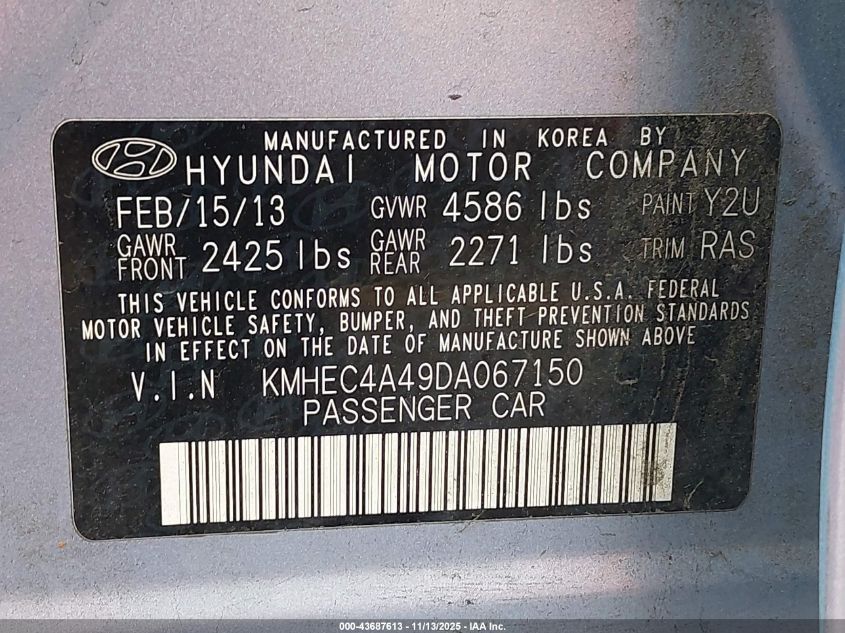 MANUFACTURED IN KOREA BY
HYUNDAI MOTOR COMPANY
FEB/15/13 GVWR 4586 lbs PAINT Y2U
GAWR FRONT 2425 lbs GAWR REAR 2271 lbs TRIM RAS
THIS VEHICLE CONFORMS TO ALL APPLICABLE U.S.A. FEDERAL
MOTOR VEHICLE SAFETY, BUMPER, AND THEFT PREVENTION STANDARDS
IN EFFECT ON THE DATE OF MANUFACTURE SHOWN ABOVE
V.I.N KMHEC4A49DA067150
PASSENGER CAR
000-43687613 - 11/13/2025 - IAA Inc.